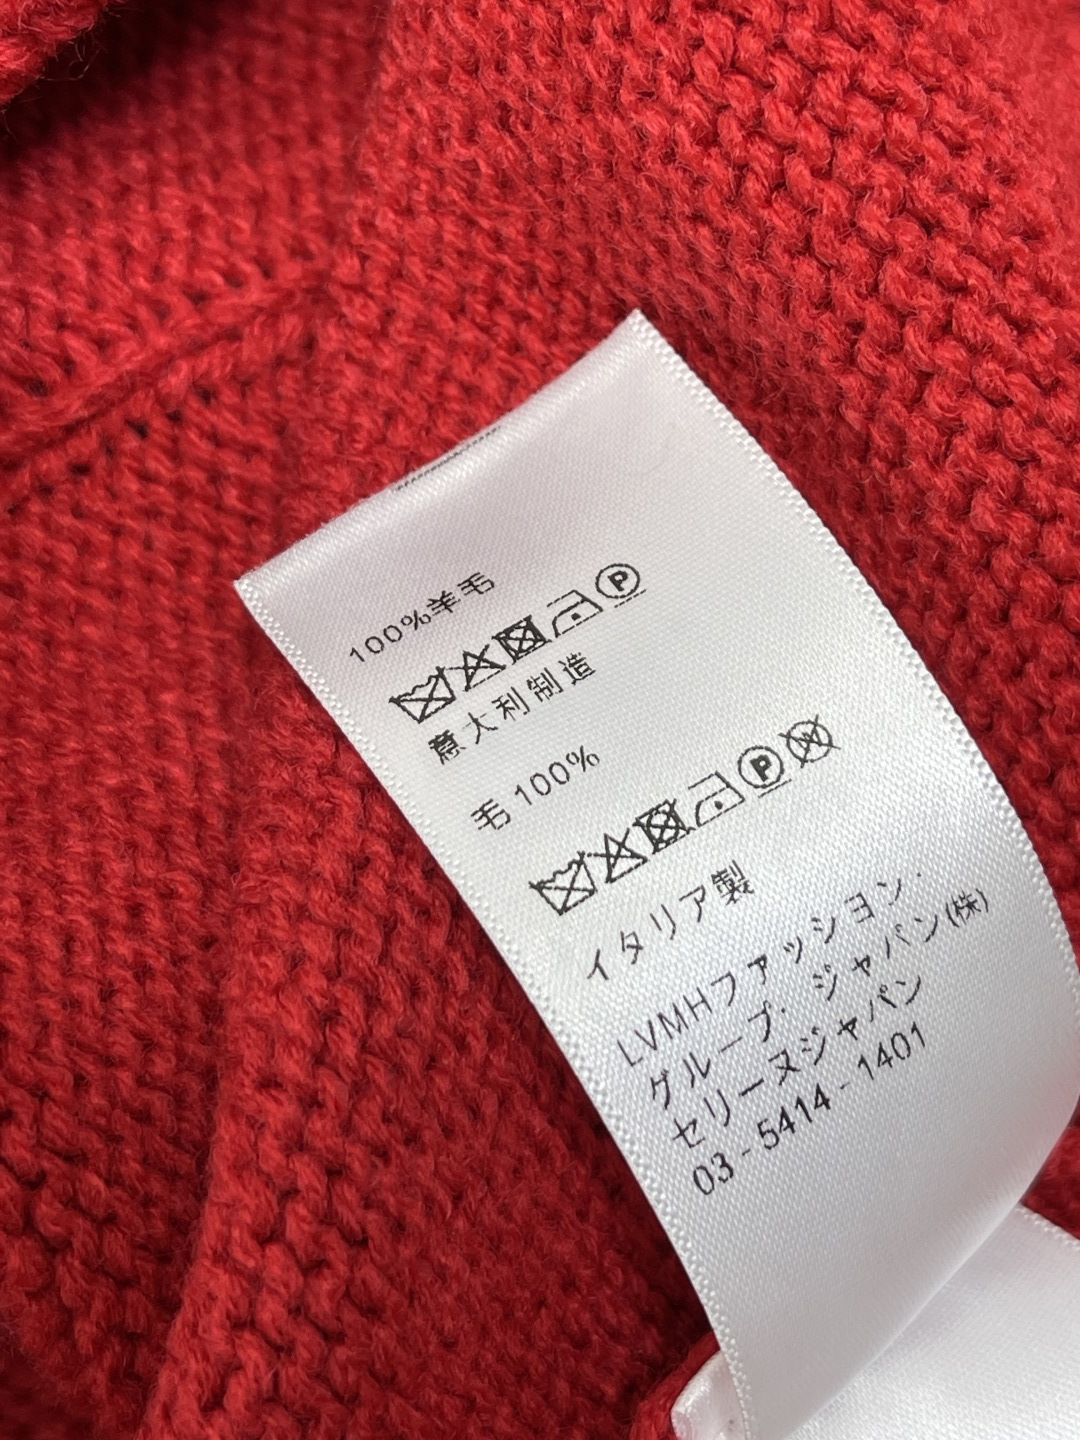 100%羊毛
P
意大利制造
毛 100%
P W
イタリア製
LVMHファッション・
グループ・ジャパン(株)
セリーヌジャパン
03-5414-1401